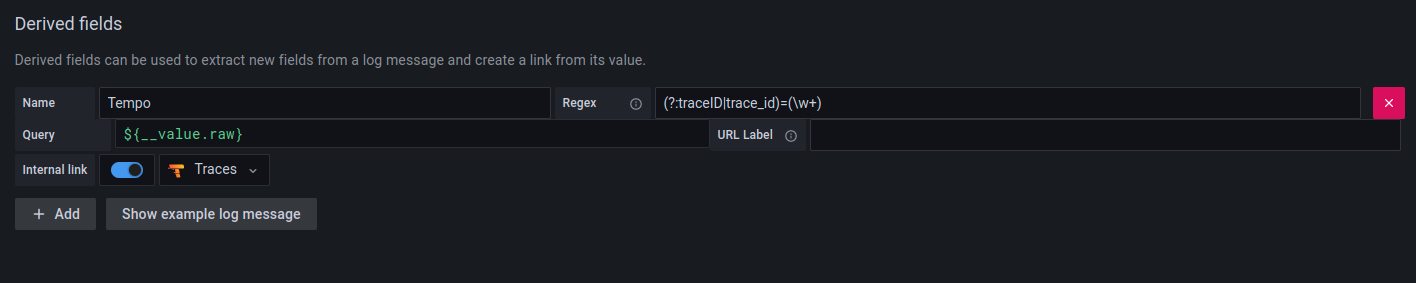 Derived fields
Derived fields can be used to extract new fields from a log message and create a link from its value.
Name Tempo Regex (?:traceID|trace_id)=(\w+)
Query ${__value.raw} URL Label
Internal link Traces
+ Add Show example log message